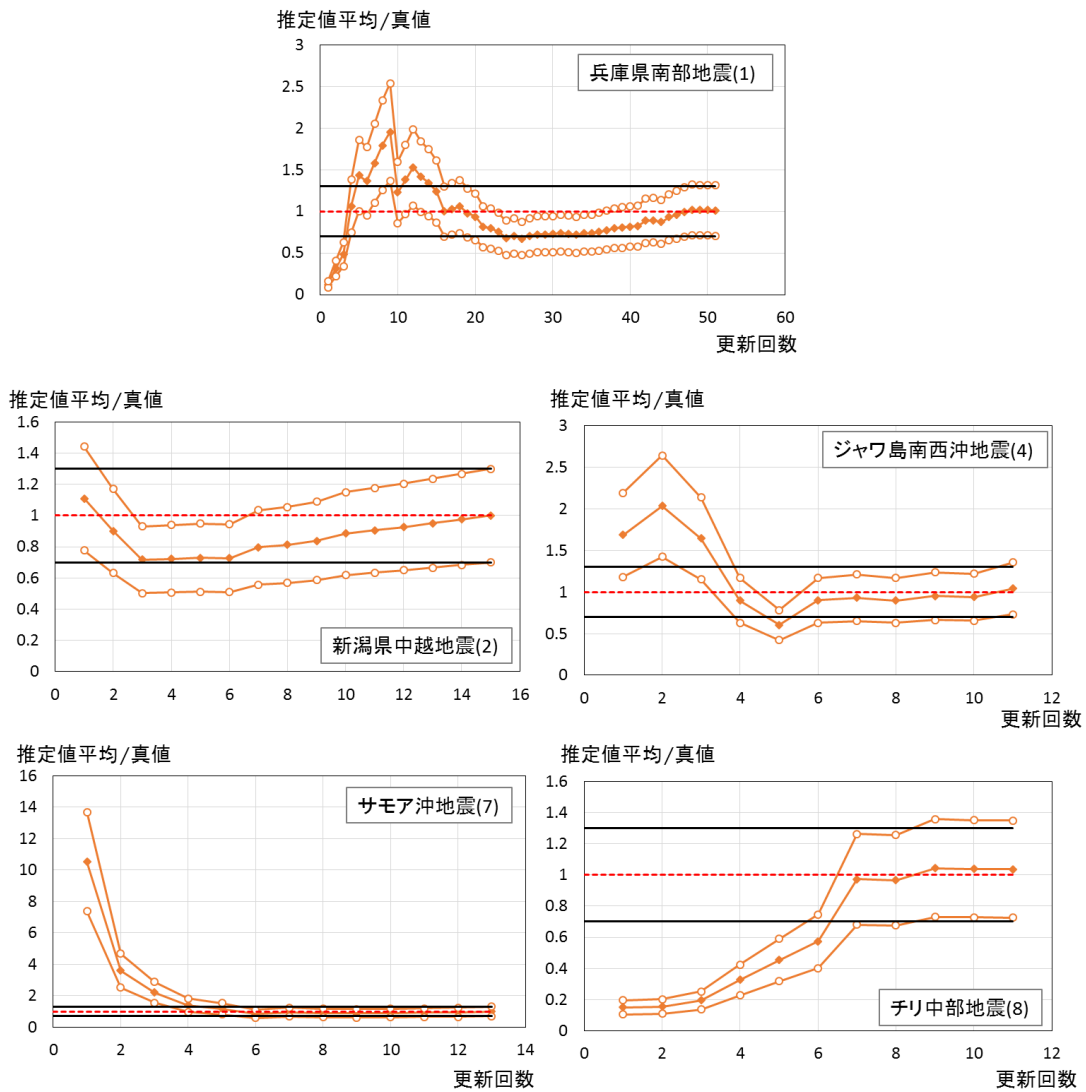 推定値平均/真値
3
2.5
2
1.5
1
0.5
0
兵庫県南部地震(1)
0 10 20 30 40 50 60
更新回数
推定値平均/真値
1.6
1.4
1.2
1
0.8
0.6
0.4
0.2
0
新潟県中越地震(2)
0 2 4 6 8 10 12 14 16
推定値平均/真値
3
2.5
2
1.5
1
0.5
0
ジャワ島南西沖地震(4)
0 2 4 6 8 10 12
更新回数
推定値平均/真値
16
14
12
10
8
6
4
2
0
サモア沖地震(7)
0 2 4 6 8 10 12 14
更新回数
推定値平均/真値
1.6
1.4
1.2
1
0.8
0.6
0.4
0.2
0
チリ中部地震(8)
0 2 4 6 8 10 12
更新回数